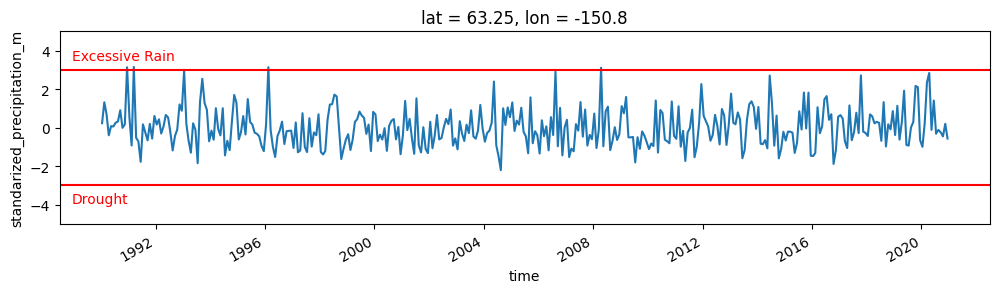 lat = 63.25, lon = -150.8
standarized_precipitation_m
4
2
0
−2
−4
Excessive Rain
Drought
1992
1996
2000
2004
2008
2012
2016
2020
time